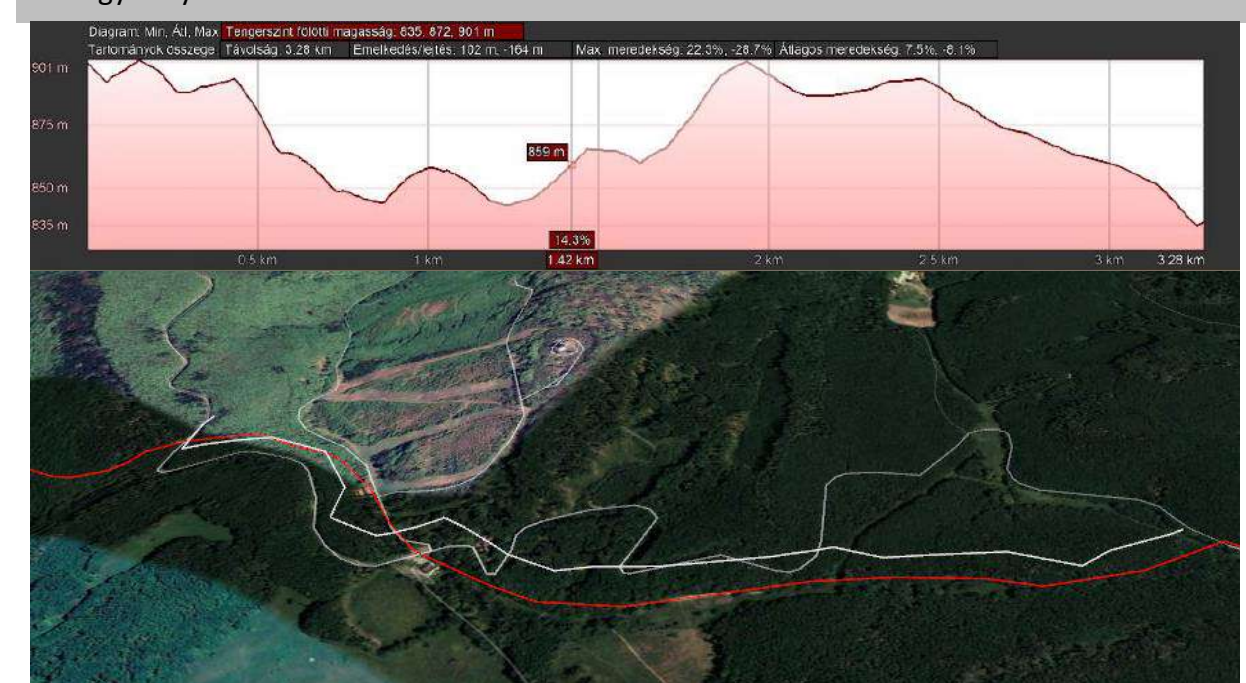 Diagram: Min, Átl, Max Tengerszint fölötti magasság: 835, 872, 901 m
Tartományok összege Távolság: 3.28 km Emelkedés/lejtés: 102 m, -164 m Max. meredekség: 22.3%, -28.7% Átlagos meredekség: 7.5%, -8.1%
901 m
875 m
859 m
850 m
835 m
14.3%
0.5 km 1 km 1.42 km 2 km 2.5 km 3 km 3.28 km